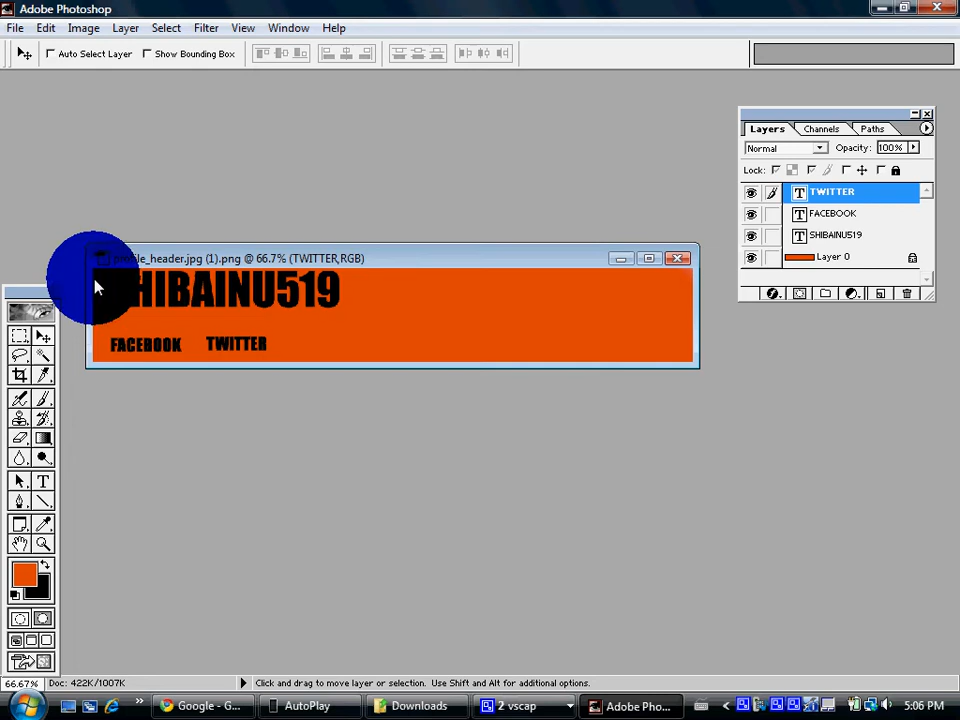 Adobe Photoshop
File Edit Image Layer Select Filter View Window Help
Auto Select Layer Show Bounding Box
Layers Channels Paths
Normal Opacity: 100%
Lock:
TWITTER
FACEBOOK
SHIBAINU519
Layer 0
profile_header.jpg (1).png @ 66.7% (TWITTER,RGB)
SHIBAINU519
FACEBOOK TWITTER
66.67% Doc: 422K/1007K Click and drag to move layer or selection. Use Shift and Alt for additional options.
Google - G... AutoPlay Downloads 2 vscap Adobe Pho... 5:06 PM